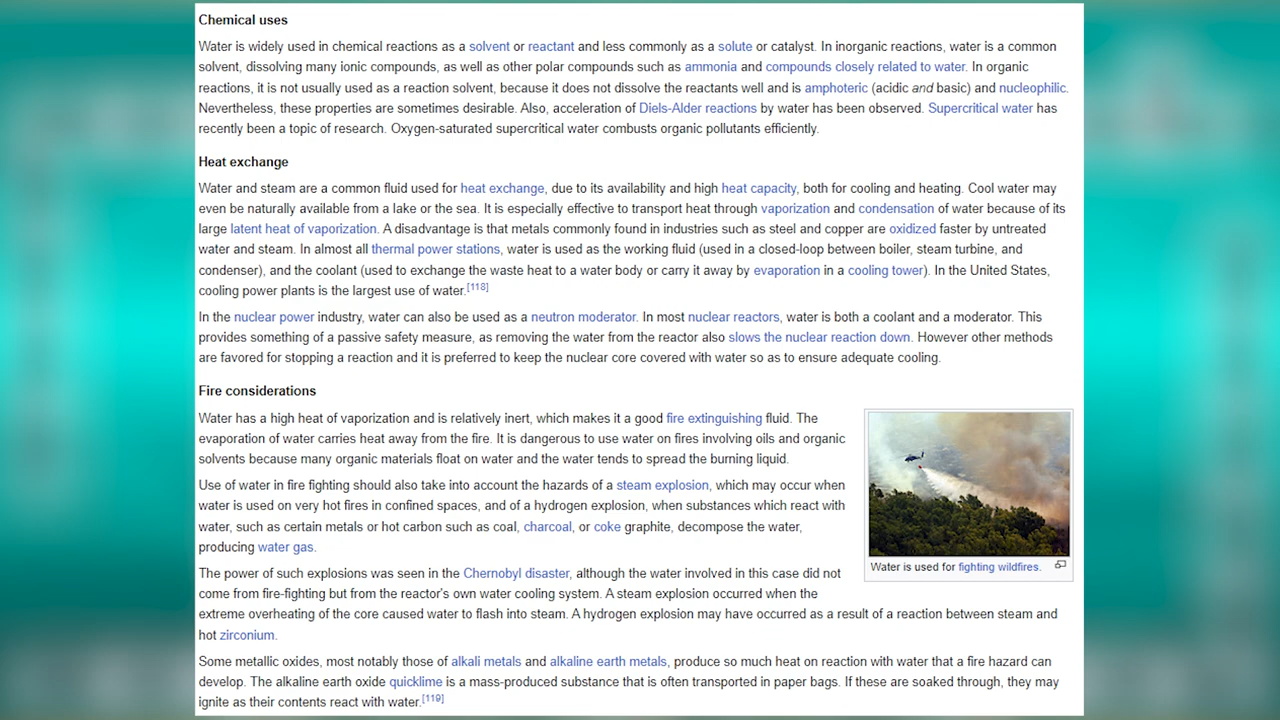 Chemical uses
Water is widely used in chemical reactions as a solvent or reactant and less commonly as a solute or catalyst. In inorganic reactions, water is a common
solvent, dissolving many ionic compounds, as well as other polar compounds such as ammonia and compounds closely related to water. In organic
reactions, it is not usually used as a reaction solvent, because it does not dissolve the reactants well and is amphoteric (acidic and basic) and nucleophilic.
Nevertheless, these properties are sometimes desirable. Also, acceleration of Diels-Alder reactions by water has been observed. Supercritical water has
recently been a topic of research. Oxygen-saturated supercritical water combusts organic pollutants efficiently.
Heat exchange
Water and steam are a common fluid used for heat exchange, due to its availability and high heat capacity, both for cooling and heating. Cool water may
even be naturally available from a lake or the sea. It is especially effective to transport heat through vaporization and condensation of water because of its
large latent heat of vaporization. A disadvantage is that metals commonly found in industries such as steel and copper are oxidized faster by untreated
water and steam. In almost all thermal power stations, water is used as the working fluid (used in a closed-loop between boiler, steam turbine, and
condenser), and the coolant (used to exchange the waste heat to a water body or carry it away by evaporation in a cooling tower). In the United States,
cooling power plants is the largest use of water.[118]
In the nuclear power industry, water can also be used as a neutron moderator. In most nuclear reactors, water is both a coolant and a moderator. This
provides something of a passive safety measure, as removing the water from the reactor also slows the nuclear reaction down. However other methods
are favored for stopping a reaction and it is preferred to keep the nuclear core covered with water so as to ensure adequate cooling.
Fire considerations
Water has a high heat of vaporization and is relatively inert, which makes it a good fire extinguishing fluid. The
evaporation of water carries heat away from the fire. It is dangerous to use water on fires involving oils and organic
solvents because many organic materials float on water and the water tends to spread the burning liquid.
Use of water in fire fighting should also take into account the hazards of a steam explosion, which may occur when
water is used on very hot fires in confined spaces, and of a hydrogen explosion, when substances which react with
water, such as certain metals or hot carbon such as coal, charcoal, or coke graphite, decompose the water,
producing water gas.
Water is used for fighting wildfires.
The power of such explosions was seen in the Chernobyl disaster, although the water involved in this case did not
come from fire-fighting but from the reactor's own water cooling system. A steam explosion occurred when the
extreme overheating of the core caused water to flash into steam. A hydrogen explosion may have occurred as a result of a reaction between steam and
hot zirconium.
Some metallic oxides, most notably those of alkali metals and alkaline earth metals, produce so much heat on reaction with water that a fire hazard can
develop. The alkaline earth oxide quicklime is a mass-produced substance that is often transported in paper bags. If these are soaked through, they may
ignite as their contents react with water.[119]